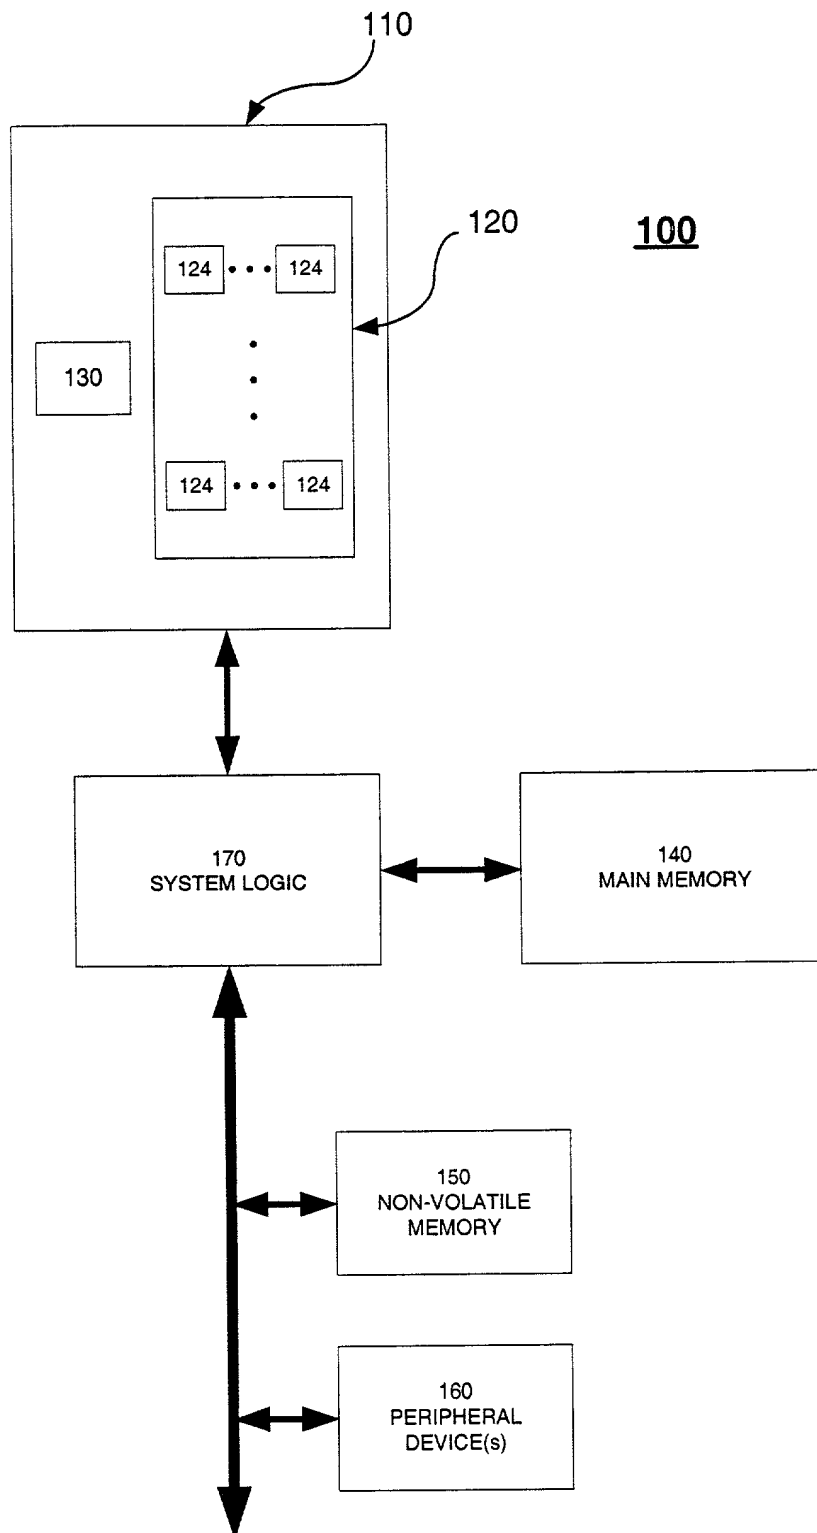 110
120
100
124 124
130
124 124
170
SYSTEM LOGIC
140
MAIN MEMORY
150
NON-VOLATILE
MEMORY
160
PERIPHERAL
DEVICE(s)